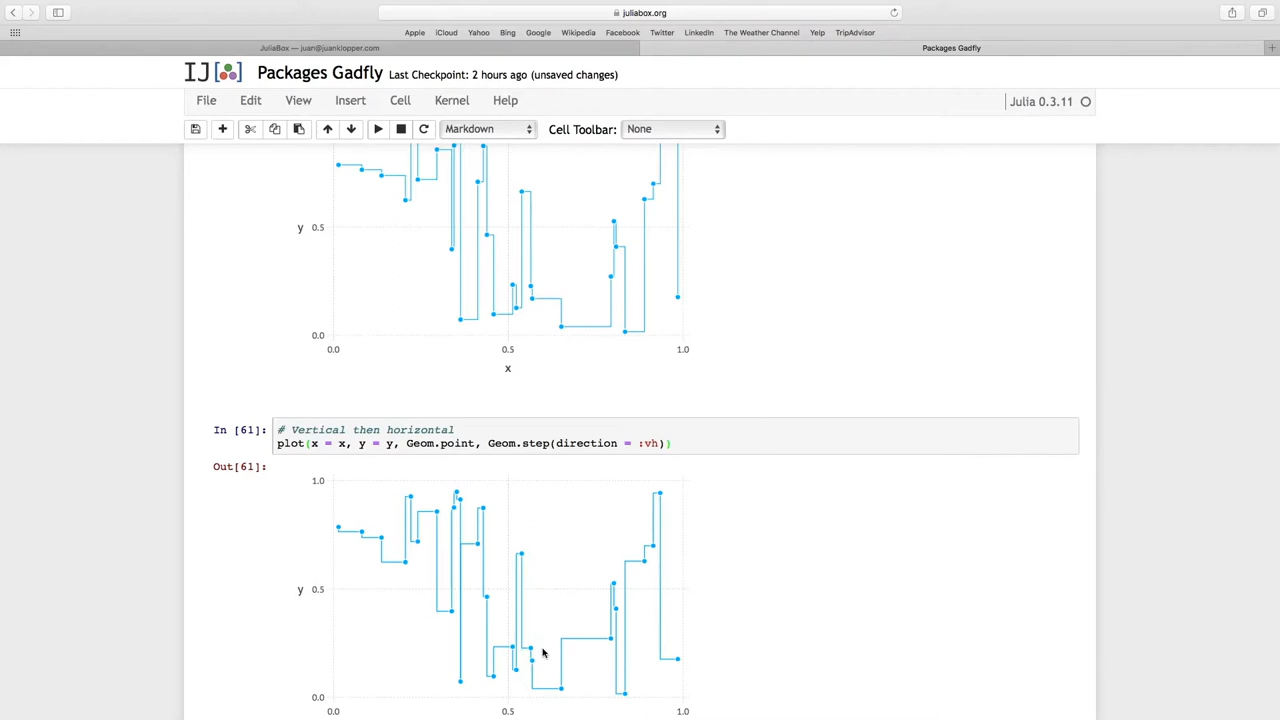 juliabox.org
Apple iCloud Yahoo Bing Google Wikipedia Facebook Twitter LinkedIn The Weather Channel Yelp TripAdvisor
JuliaBox — juan@juanklopper.com
Packages Gadfly
+
IJ Packages Gadfly Last Checkpoint: 2 hours ago (unsaved changes)
File Edit View Insert Cell Kernel Help
Julia 0.3.11
Markdown
Cell Toolbar:
None
y
0.5
0.0
0.0 0.5 1.0
x
In [61]:
# Vertical then horizontal
plot(x = x, y = y, Geom.point, Geom.step(direction = :vh))
Out[61]:
1.0
y
0.5
0.0
0.0 0.5 1.0